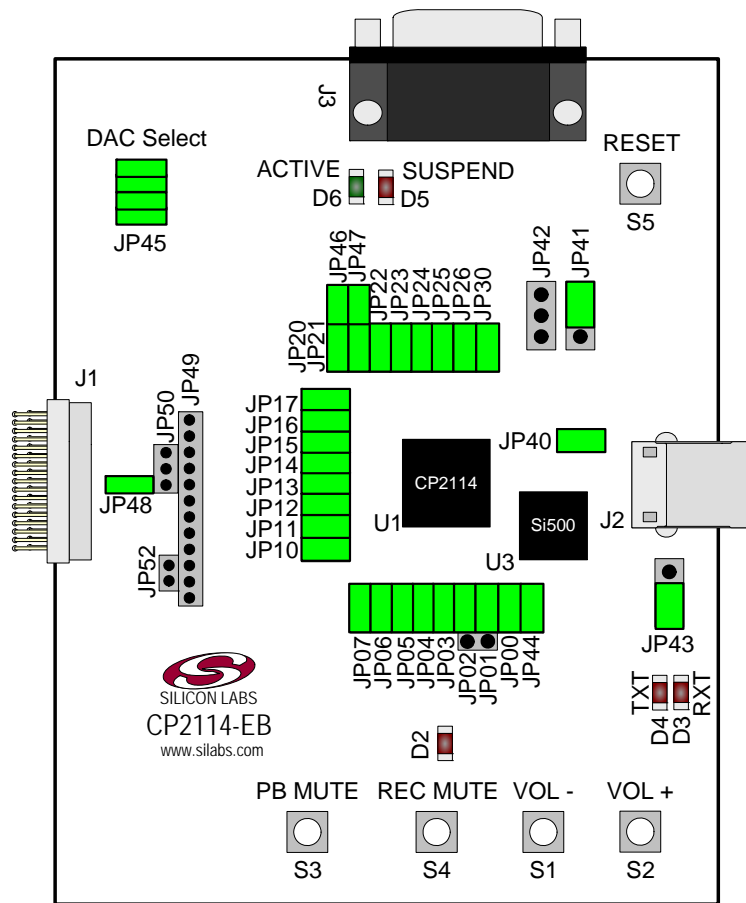 J3
DAC Select
JP45
ACTIVE
D6
SUSPEND
D5
RESET
S5
JP46
JP47
JP20
JP21
JP22
JP23
JP24
JP25
JP26
JP30
JP42
JP41
J1
JP50
JP49
JP48
JP52
JP17
JP16
JP15
JP14
JP13
JP12
JP11
JP10
CP2114
U1
JP40
Si500
U3
J2
JP43
JP07
JP06
JP05
JP04
JP03
JP02
JP01
JP00
JP44
SILICON LABS
CP2114-EB
www.silabs.com
D2
TXT
D4
D3
RXT
PB MUTE
REC MUTE
VOL -
VOL +
S3
S4
S1
S2